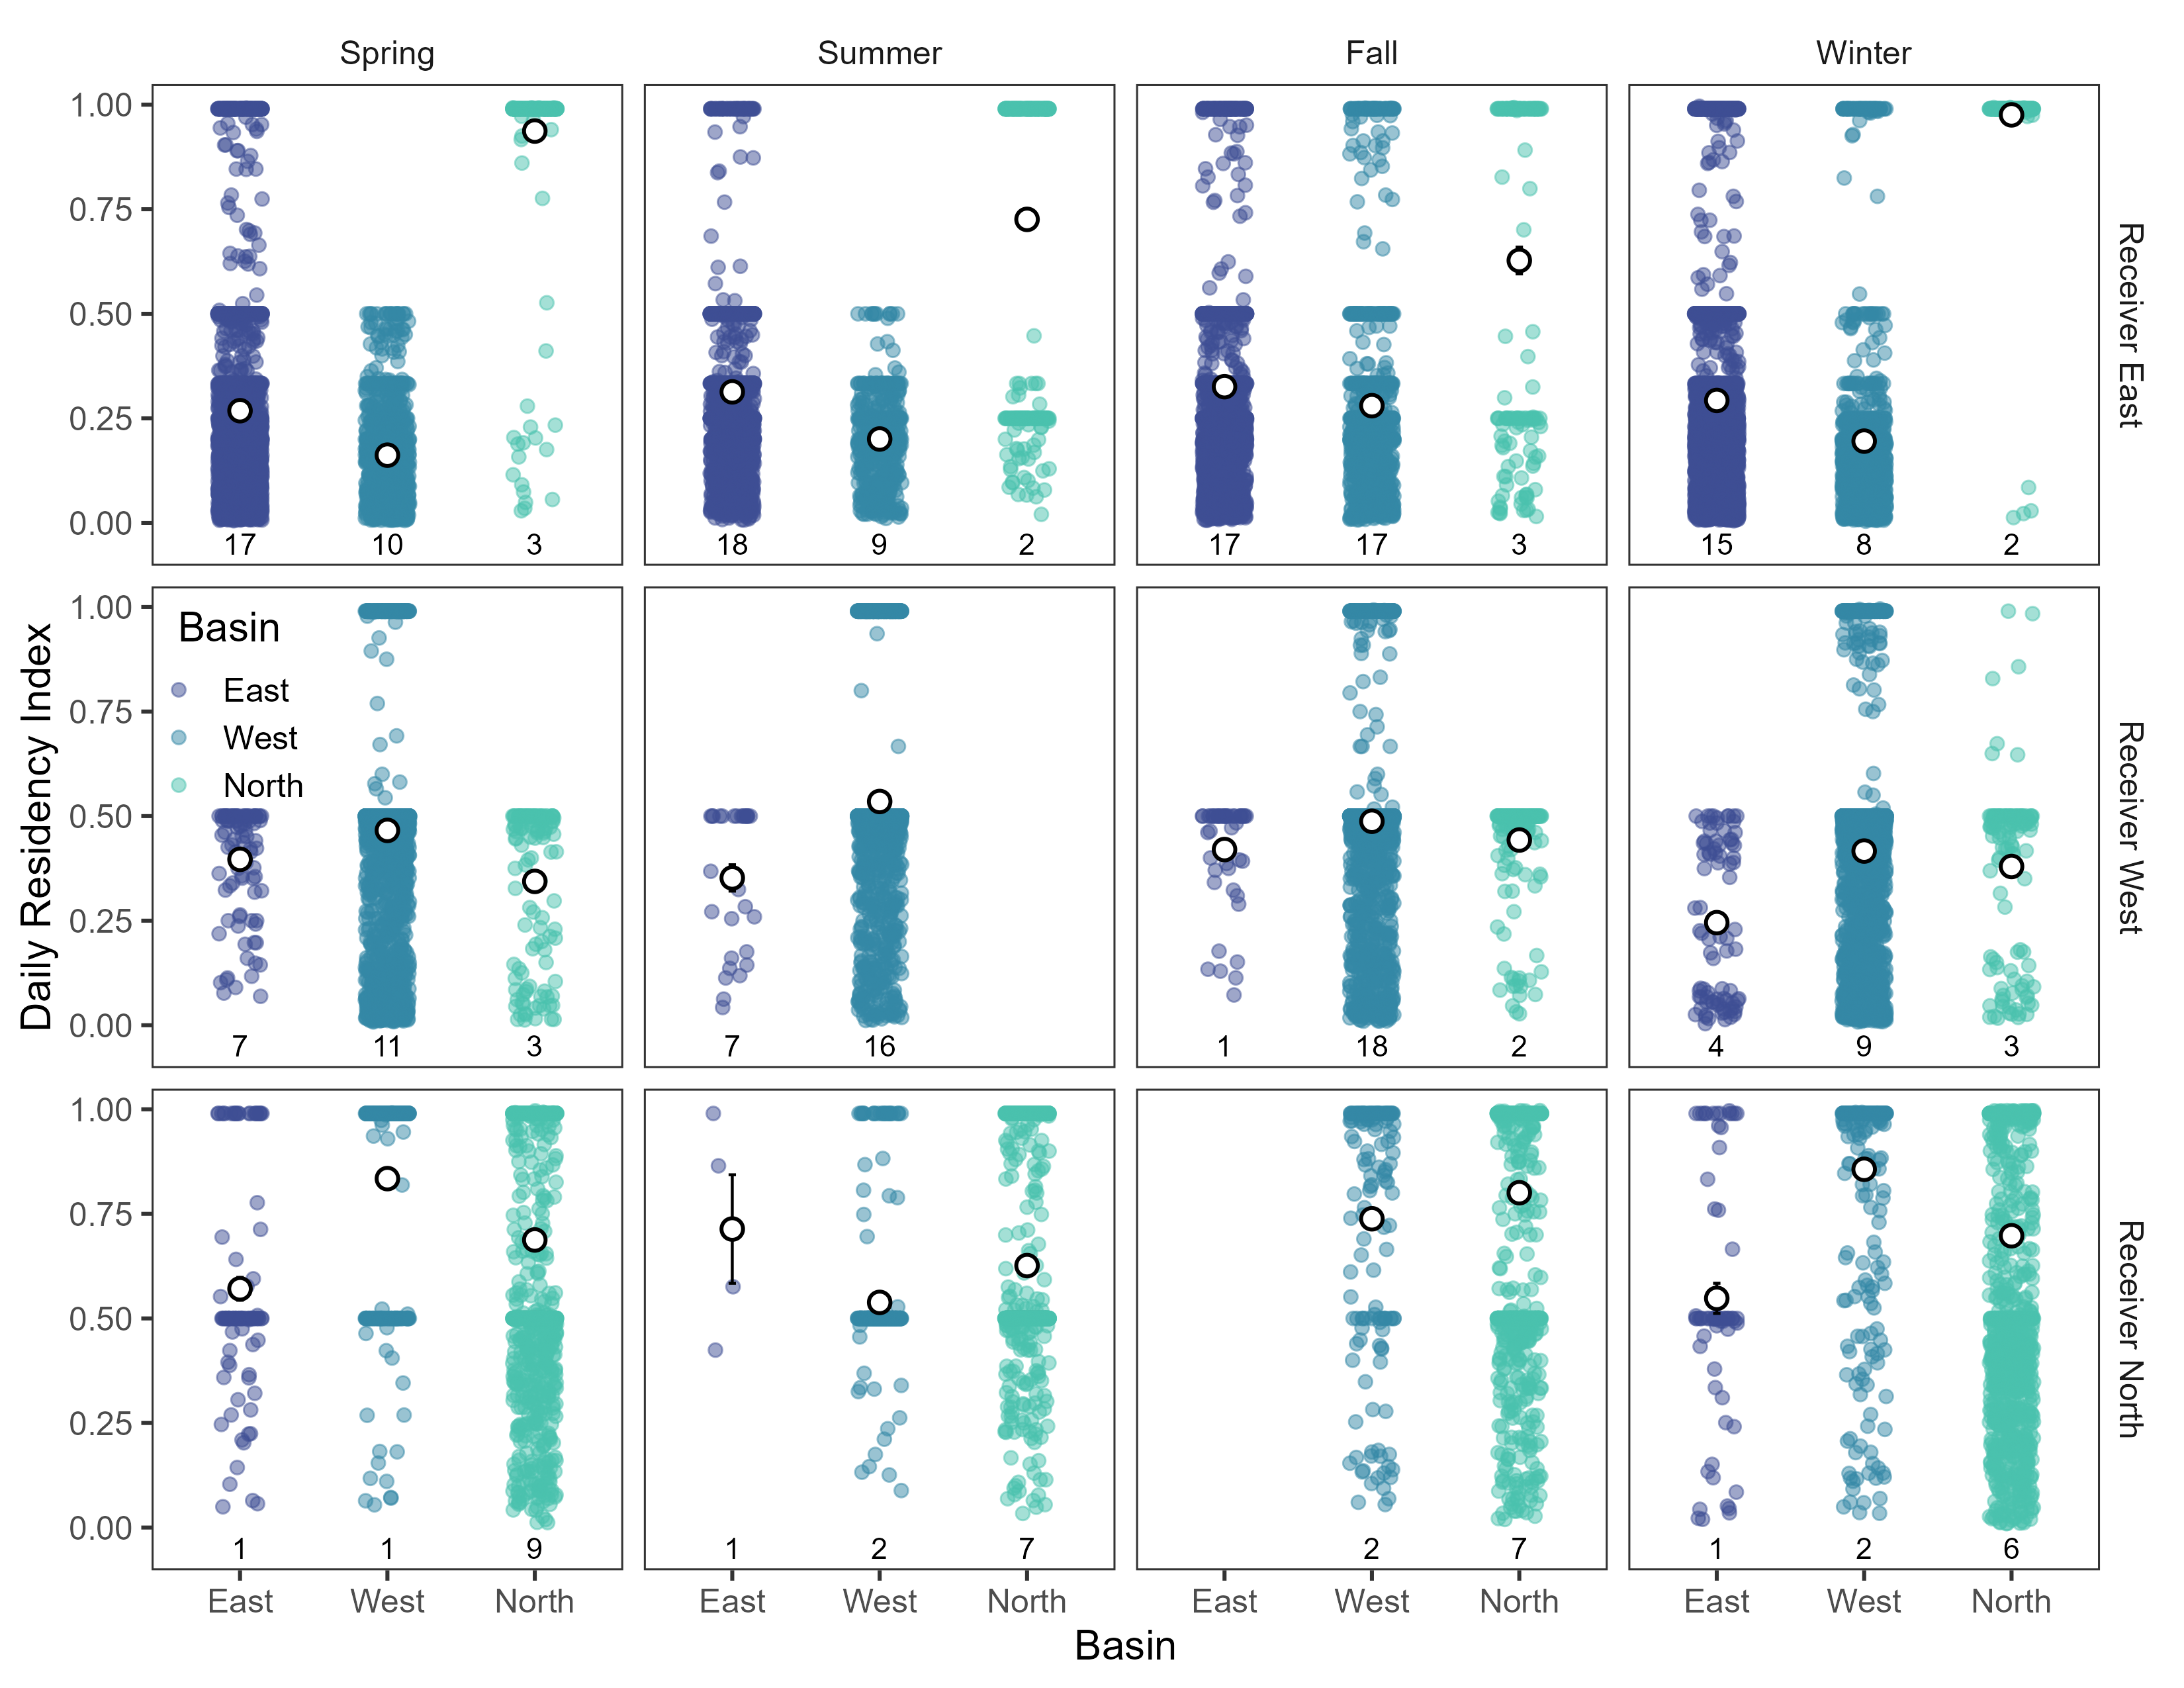 Spring Summer Fall Winter
1.00
0.75
0.50
0.25
0.00
17 10 3 18 9 2 17 17 3 15 8 2
Receiver East
Daily Residency Index
1.00
0.75
0.50
0.25
0.00
Basin
East
West
North
7 11 3 7 16 1 18 2 4 9 3
Receiver West
1.00
0.75
0.50
0.25
0.00
1 1 9 1 2 7 2 7 1 2 6
Receiver North
East West North East West North East West North East West North
Basin